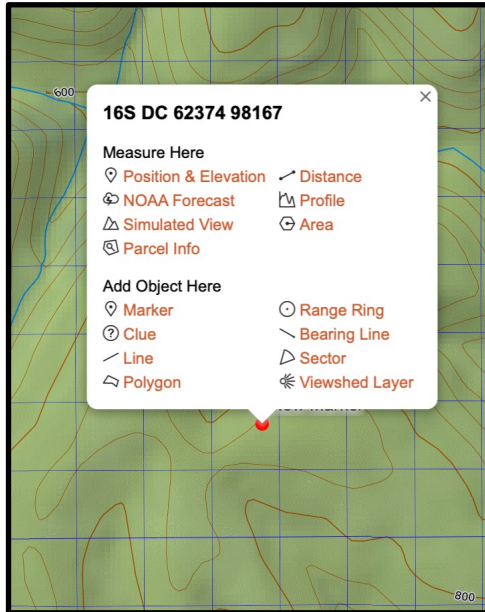 600
16S DC 62374 98167
Measure Here
Position & Elevation
Distance
NOAA Forecast
Profile
Simulated View
Area
Parcel Info
Add Object Here
Marker
Range Ring
Clue
Bearing Line
Line
Sector
Polygon
Viewshed Layer
800